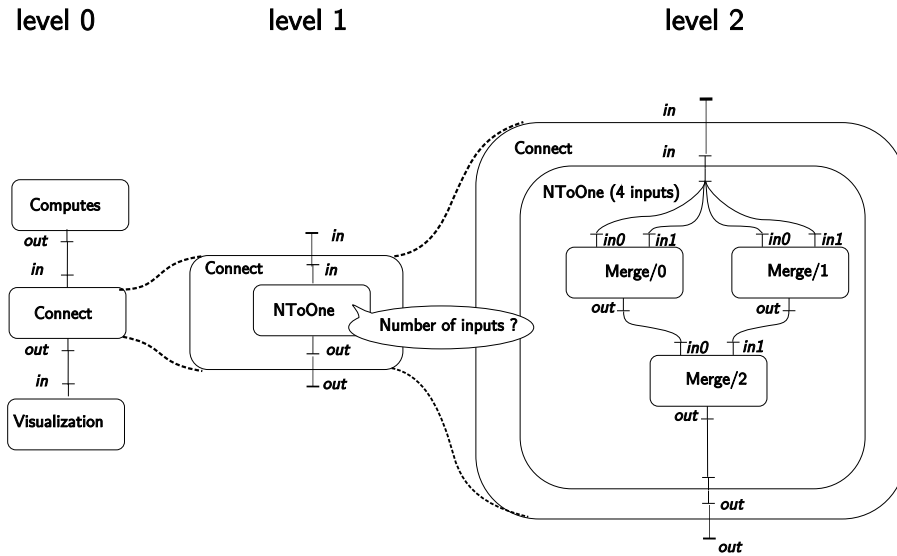 level 0
level 1
level 2
Computes
out
in
Connect
out
in
Visualization
in
Connect
in
NToOne
Number of inputs ?
out
out
in
Connect
in
NToOne (4 inputs)
in0 in1 in0 in1
Merge/0 Merge/1
out out
in0 in1
Merge/2
out
out
out